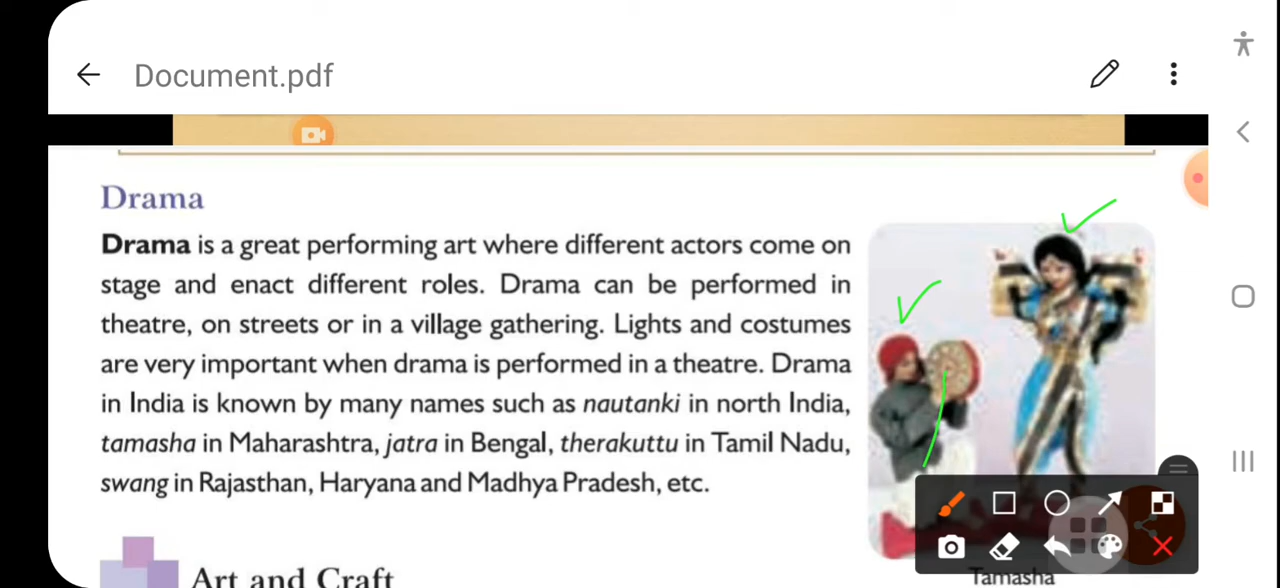 Document.pdf
Drama
Drama is a great performing art where different actors come on
stage and enact different roles. Drama can be performed in
theatre, on streets or in a village gathering. Lights and costumes
are very important when drama is performed in a theatre. Drama
in India is known by many names such as nautanki in north India,
tamasha in Maharashtra, jatra in Bengal, therakuttu in Tamil Nadu,
swang in Rajasthan, Haryana and Madhya Pradesh, etc.
Tamasha
Art and Craft